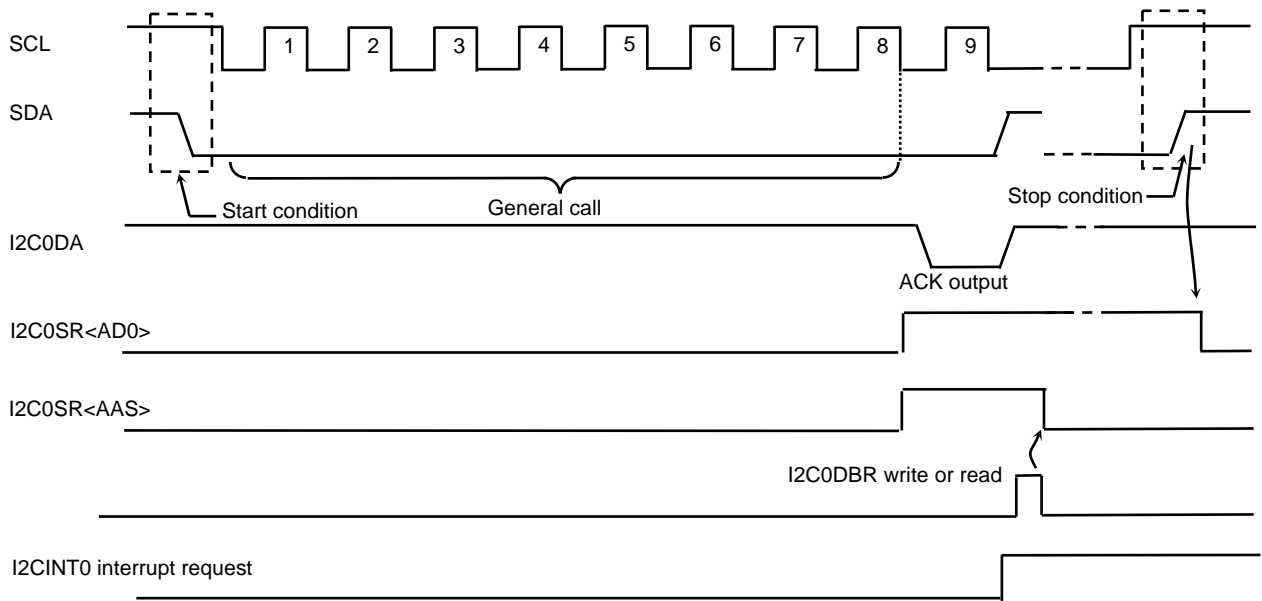 SCL
1 2 3 4 5 6 7 8 9
SDA
Start condition
General call
Stop condition
I2C0DA
ACK output
I2C0SR<AD0>
I2C0SR<AAS>
I2C0DBR write or read
I2CINT0 interrupt request